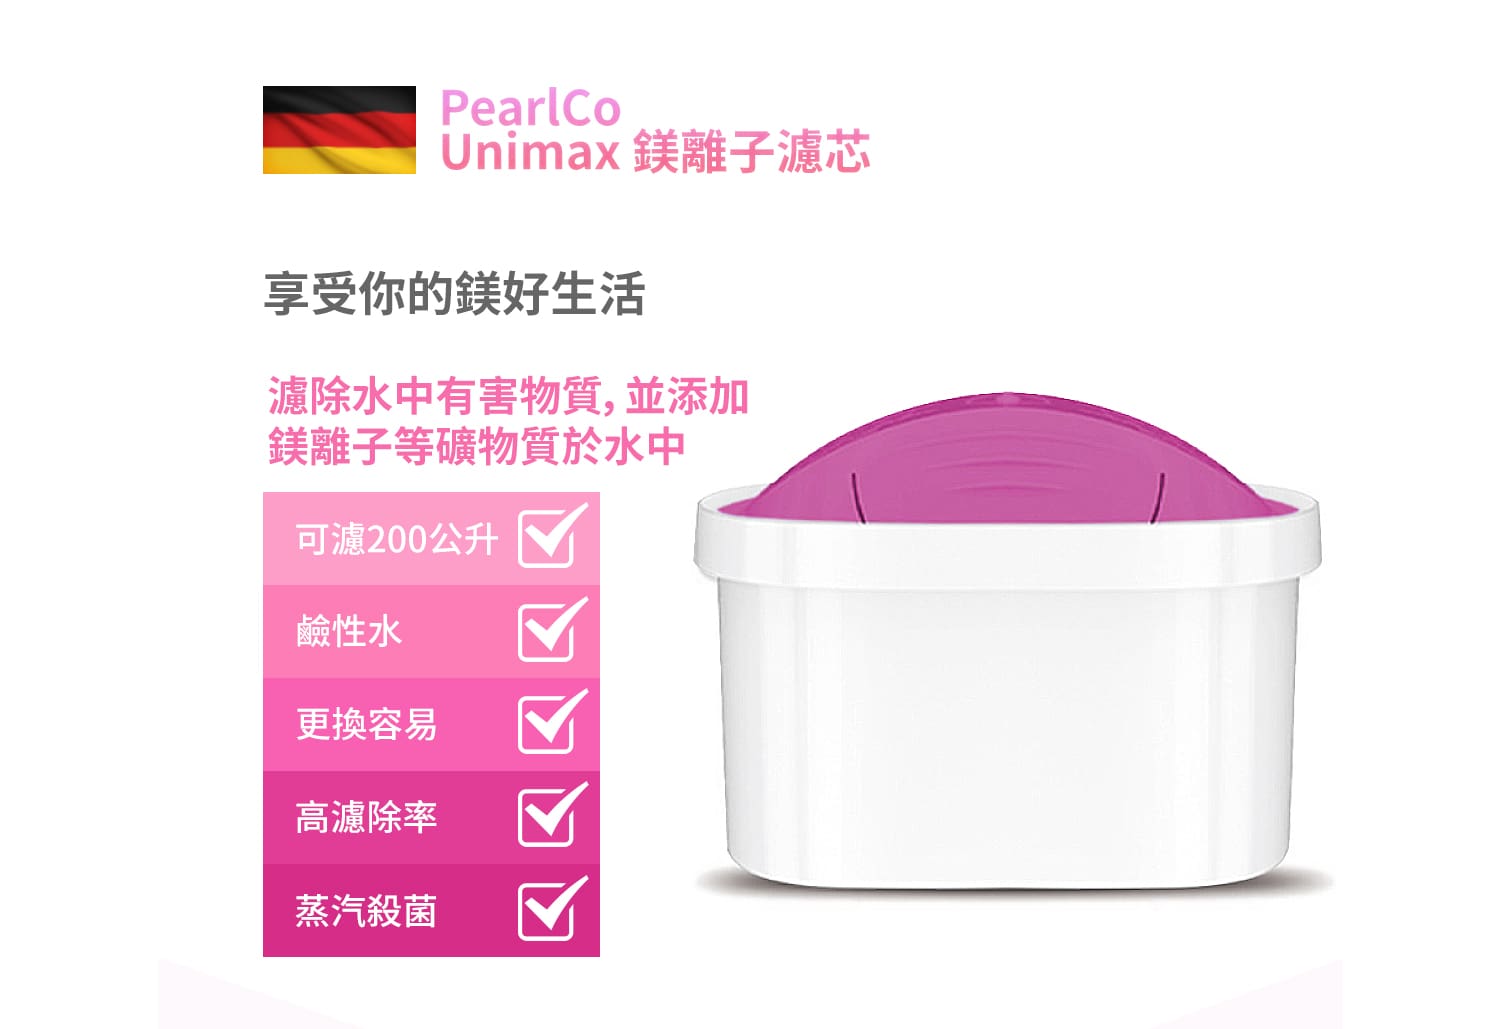 PearlCo
Unimax 鎂離子濾芯
享受你的鎂好生活
濾除水中有害物質, 並添加
鎂離子等礦物質於水中
可濾200公升
鹼性水
更換容易
高濾除率
蒸汽殺菌